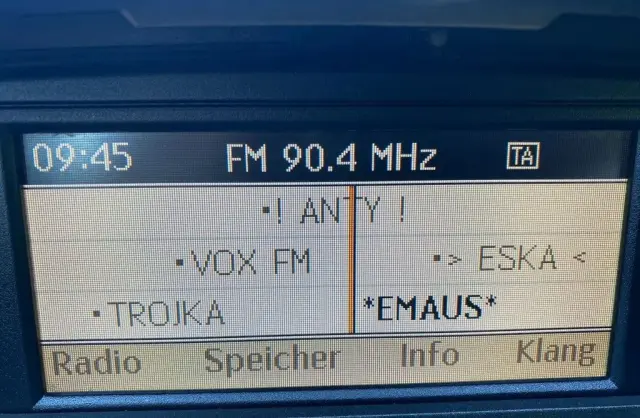 09:45 FM 90.4 MHz TA
•! ANTY !
•VOX FM •> ESKA <
•TROJKA *EMAUS*
Radio Speicher Info Klang